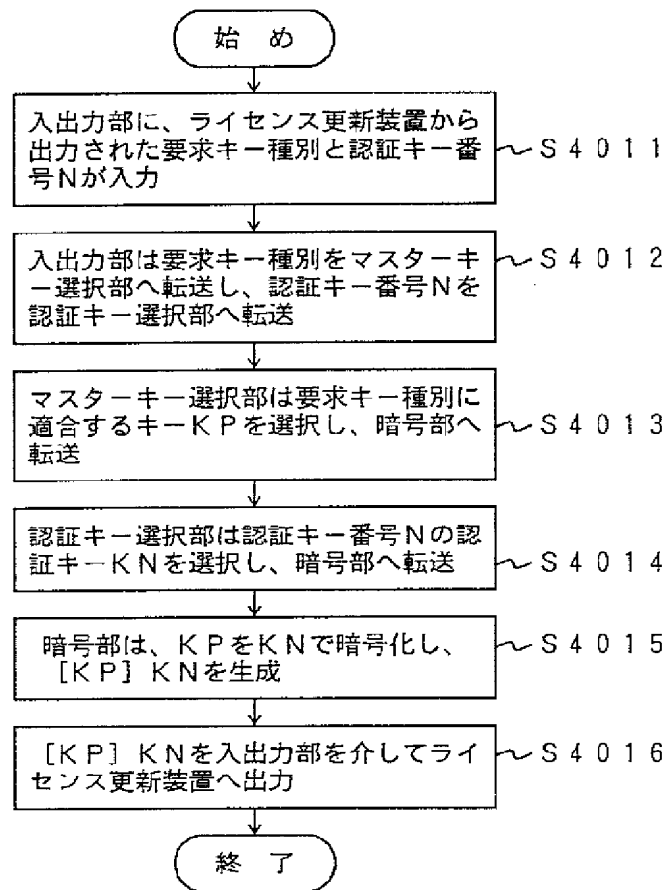 始 め
入出力部に、ライセンス更新装置から
出力された要求キー種別と認証キー番
号Nが入力
S4011
入出力部は要求キー種別をマスターキ
ー選択部へ転送し、認証キー番号Nを
認証キー選択部へ転送
S4012
マスターキー選択部は要求キー種別に
適合するキーKPを選択し、暗号部へ
転送
S4013
認証キー選択部は認証キー番号Nの認
証キーKNを選択し、暗号部へ転送
S4014
暗号部は、KPをKNで暗号化し、
[KP] KNを生成
S4015
[KP] KNを入出力部を介してライ
センス更新装置へ出力
S4016
終 了